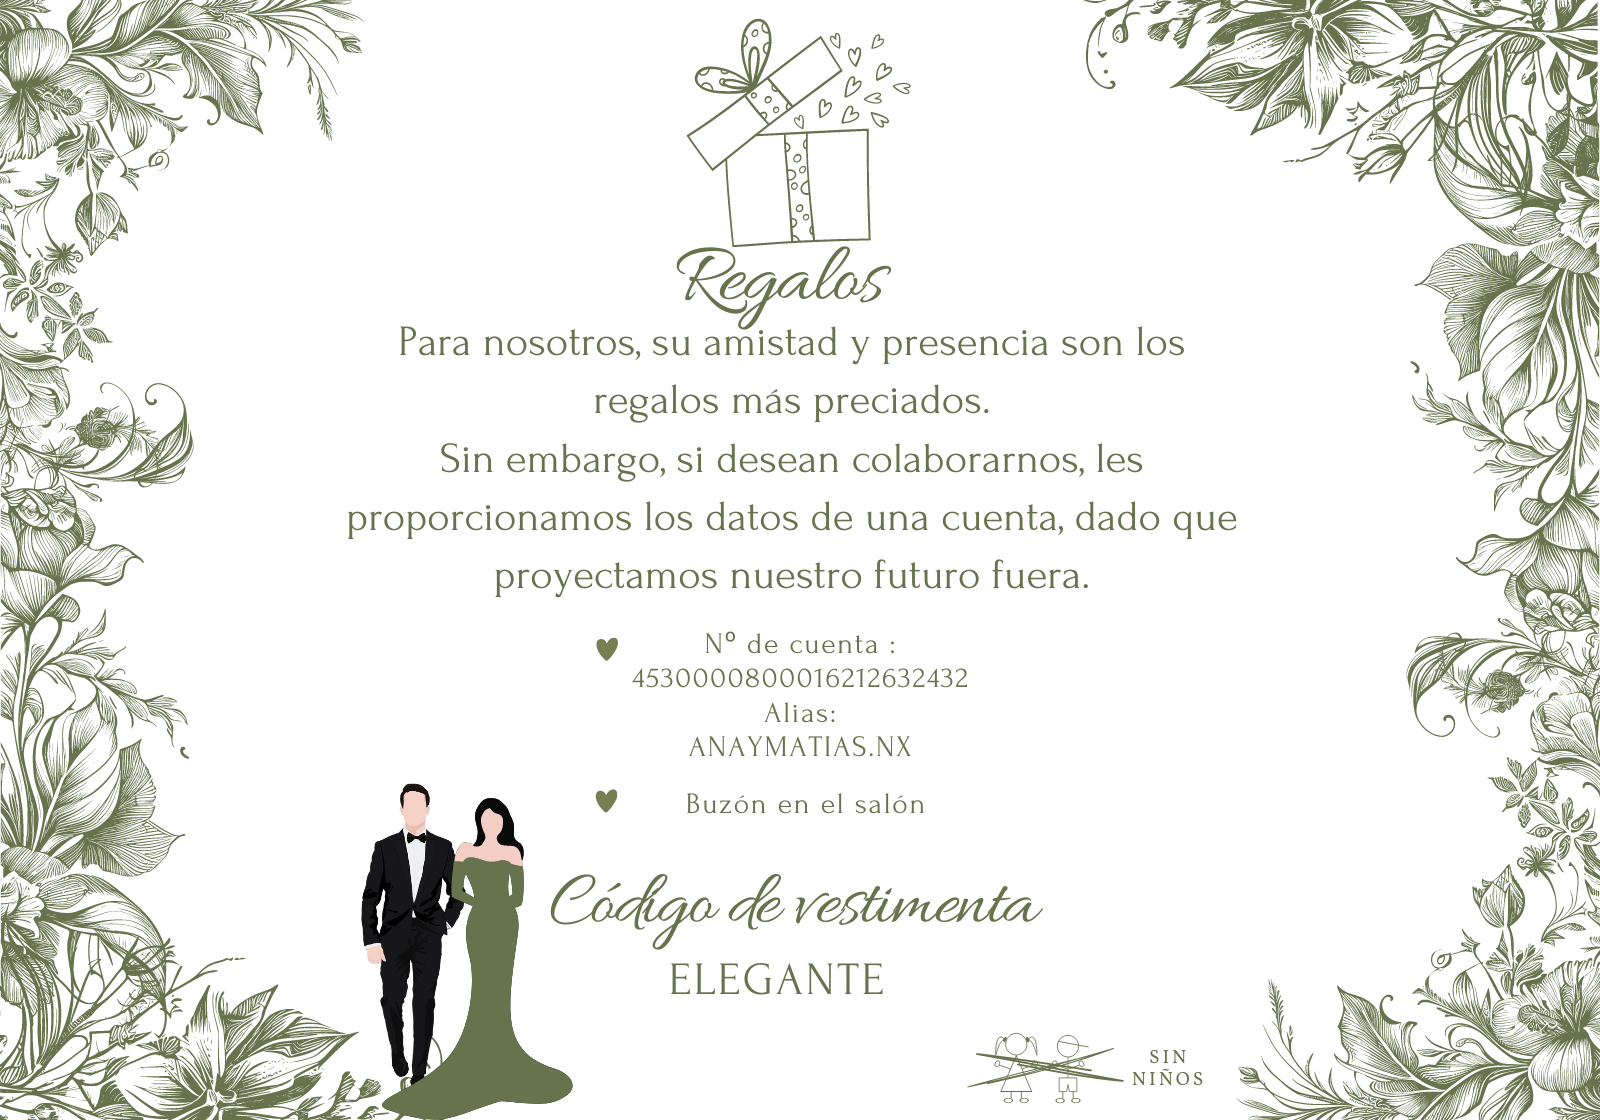 Regalos
Para nosotros, su amistad y presencia son los
regalos más preciados.
Sin embargo, si desean colaborarnos, les
proporcionamos los datos de una cuenta, dado que
proyectamos nuestro futuro fuera.
Nº de cuenta :
4530000800016212632432
Alias:
ANAYMATIAS.NX
Buzón en el salón
Código de vestimenta
ELEGANTE
SIN
NIÑOS